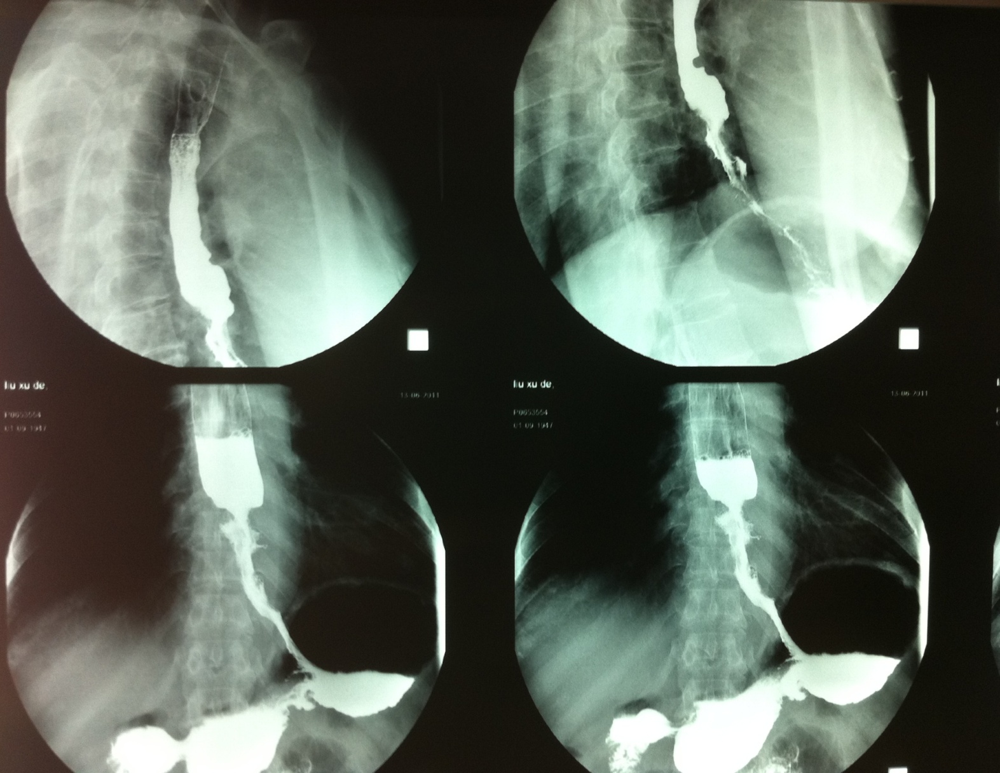 liu xu de,
13-06-2011
P0653554
01-09-1947
liu xu de,
13-06-2011
P0653554
01-09-1947